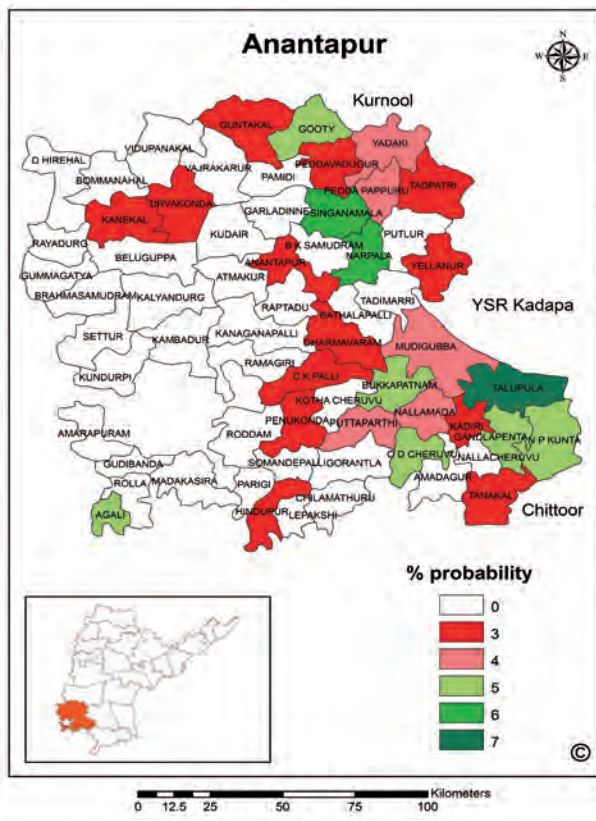 Anantapur
N
W E
S
Kurnool
GUNTAKAL
GOOTY
YADAKI
VIDUPANAKAL
D HIREHAL
VAJRAKARUR
PEDDAVADUGUR
BOMMANAHAL
PAMIDI
PEDDA PAPPURU
TADPATRI
URVAKONDA
KANEKAL
GARLADINNE
SINGANAMALA
RAYADURG
KUDAIR
B K SAMUDRAM
PUTLUR
BELUGUPPA
ANANTAPUR
NARPALA
YELLANUR
GUMMAGATYA
ATMAKUR
BRAHMASAMUDRAM
KALYANDURG
RAPTADU
TADIMARRI
YSR Kadapa
BATHALAPALLI
SETTUR
KAMBADUR
KANAGANAPALLI
DHARMAVARAM
MUDIGUBBA
RAMAGIRI
KUNDURPI
C K PALLI
BUKKAPATNAM
TALUPULA
KOTHA CHERUVU
NALLAMADA
AMARAPURAM
RODDAM
PENUKONDA
PUTTAPARTHI
KADIRI
GANDLAPENTA
N P KUNTA
O D CHERUVU
NALLACHERUVU
GUDIBANDA
SOMANDEPALLI
GORANTLA
ROLLA
MADAKASIRA
PARIGI
AMADAGUR
CHILAMATHURU
TANAKAL
AGALI
HINDUPUR
LEPAKSHI
Chittoor
% probability
0
3
4
5
6
7
©
Kilometers
0 12.5 25 50 75 100